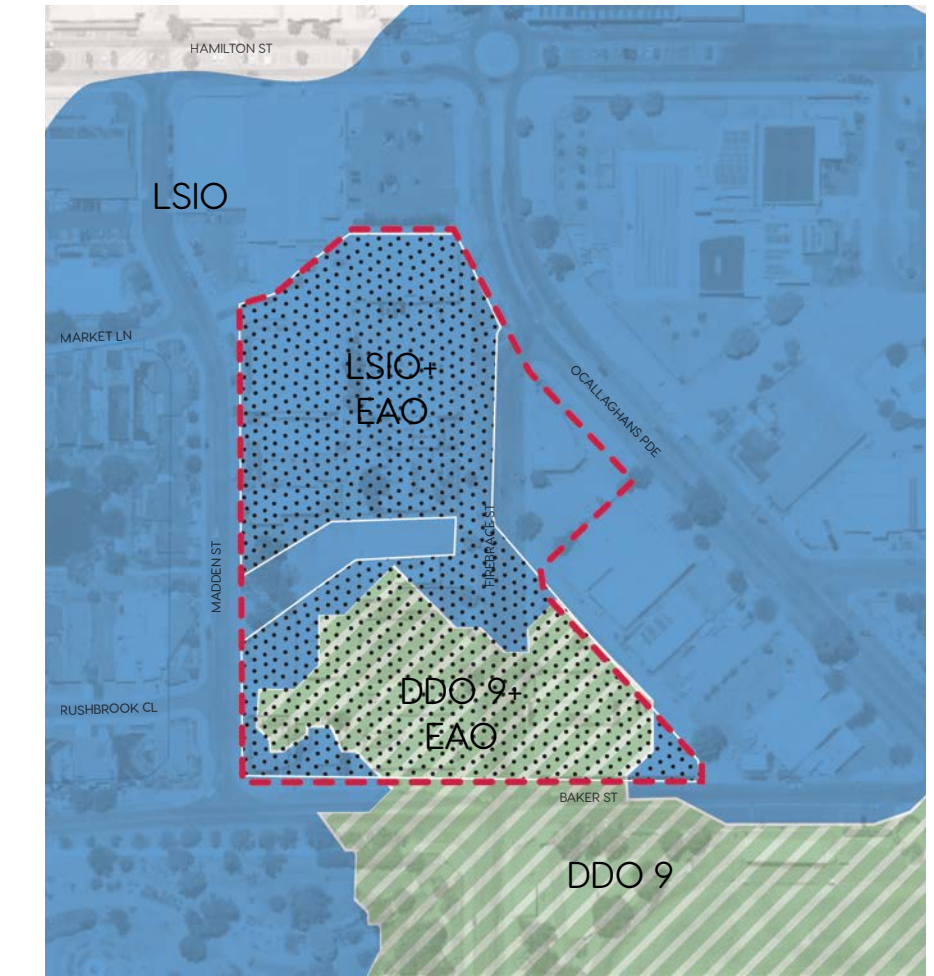 HAMILTON ST
LSIO
MARKET LN
LSIO+
EAO
OCALLAGHANS PDE
FIREBRACE ST
MADDEN ST
DDO 9+
EAO
RUSHBROOK CL
BAKER ST
DDO 9